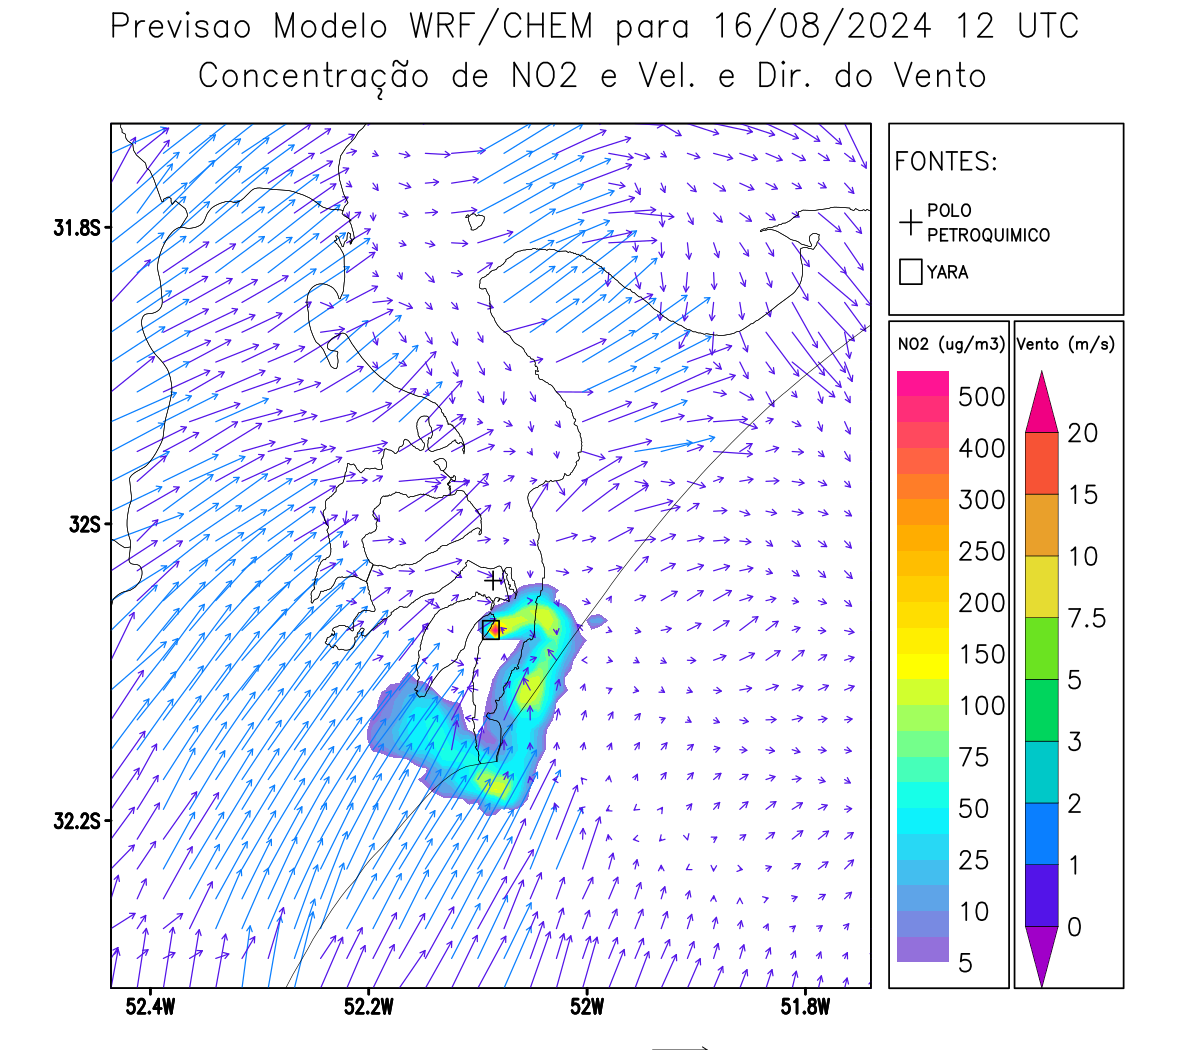 Previsao Modelo WRF/CHEM para 16/08/2024 12 UTC
Concentração de NO2 e Vel. e Dir. do Vento
FONTES:
POLO
PETROQUIMICO
YARA
31.8S
32S
32.2S
52.4W
52.2W
52W
51.8W
NO2 (ug/m3)
500
400
300
250
200
150
100
75
50
25
10
5
Vento (m/s)
20
15
10
7.5
5
3
2
1
0